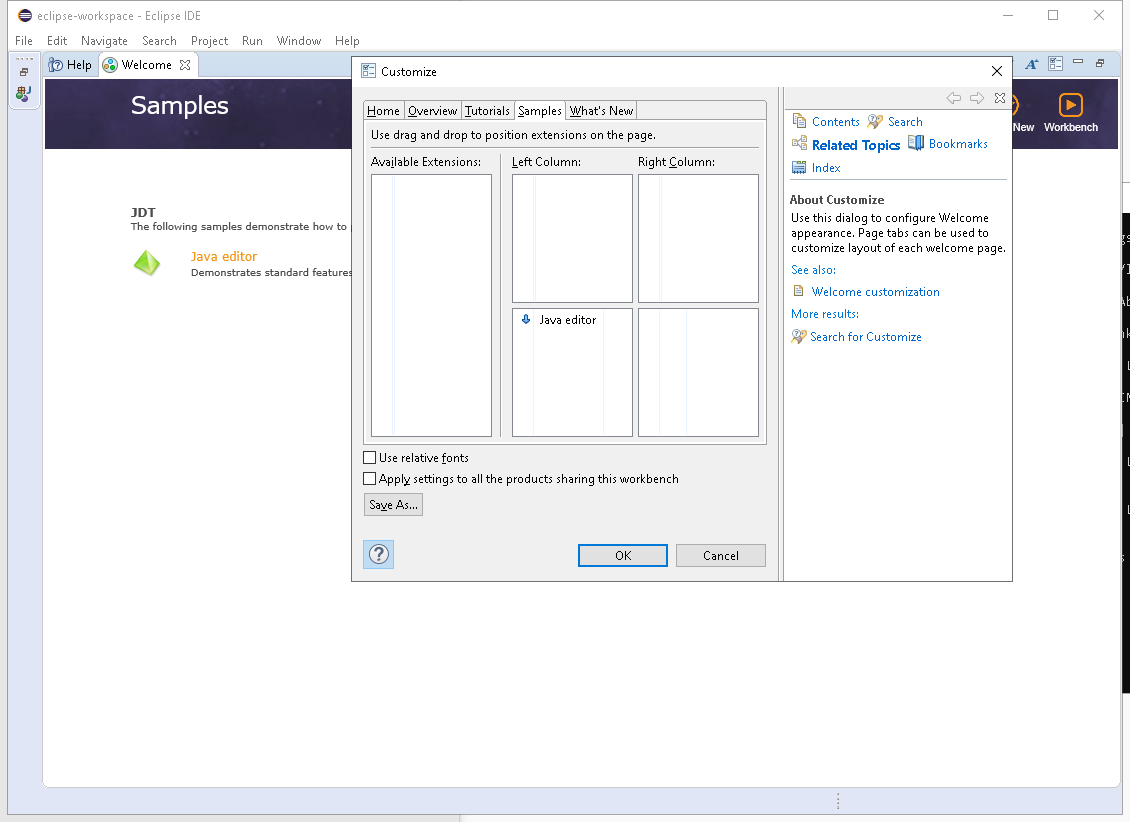 eclipse-workspace - Eclipse IDE
File Edit Navigate Search Project Run Window Help
Help Welcome
Customize
Samples
New Workbench
Home Overview Tutorials Samples What's New
Use drag and drop to position extensions on the page.
Available Extensions: Left Column: Right Column:
Java editor
JDT
The following samples demonstrate how to
Java editor
Demonstrates standard features
Use relative fonts
Apply settings to all the products sharing this workbench
Save As...
OK Cancel
Contents Search
Related Topics Bookmarks
Index
About Customize
Use this dialog to configure Welcome
appearance. Page tabs can be used to
customize layout of each welcome page.
See also:
Welcome customization
More results:
Search for Customize